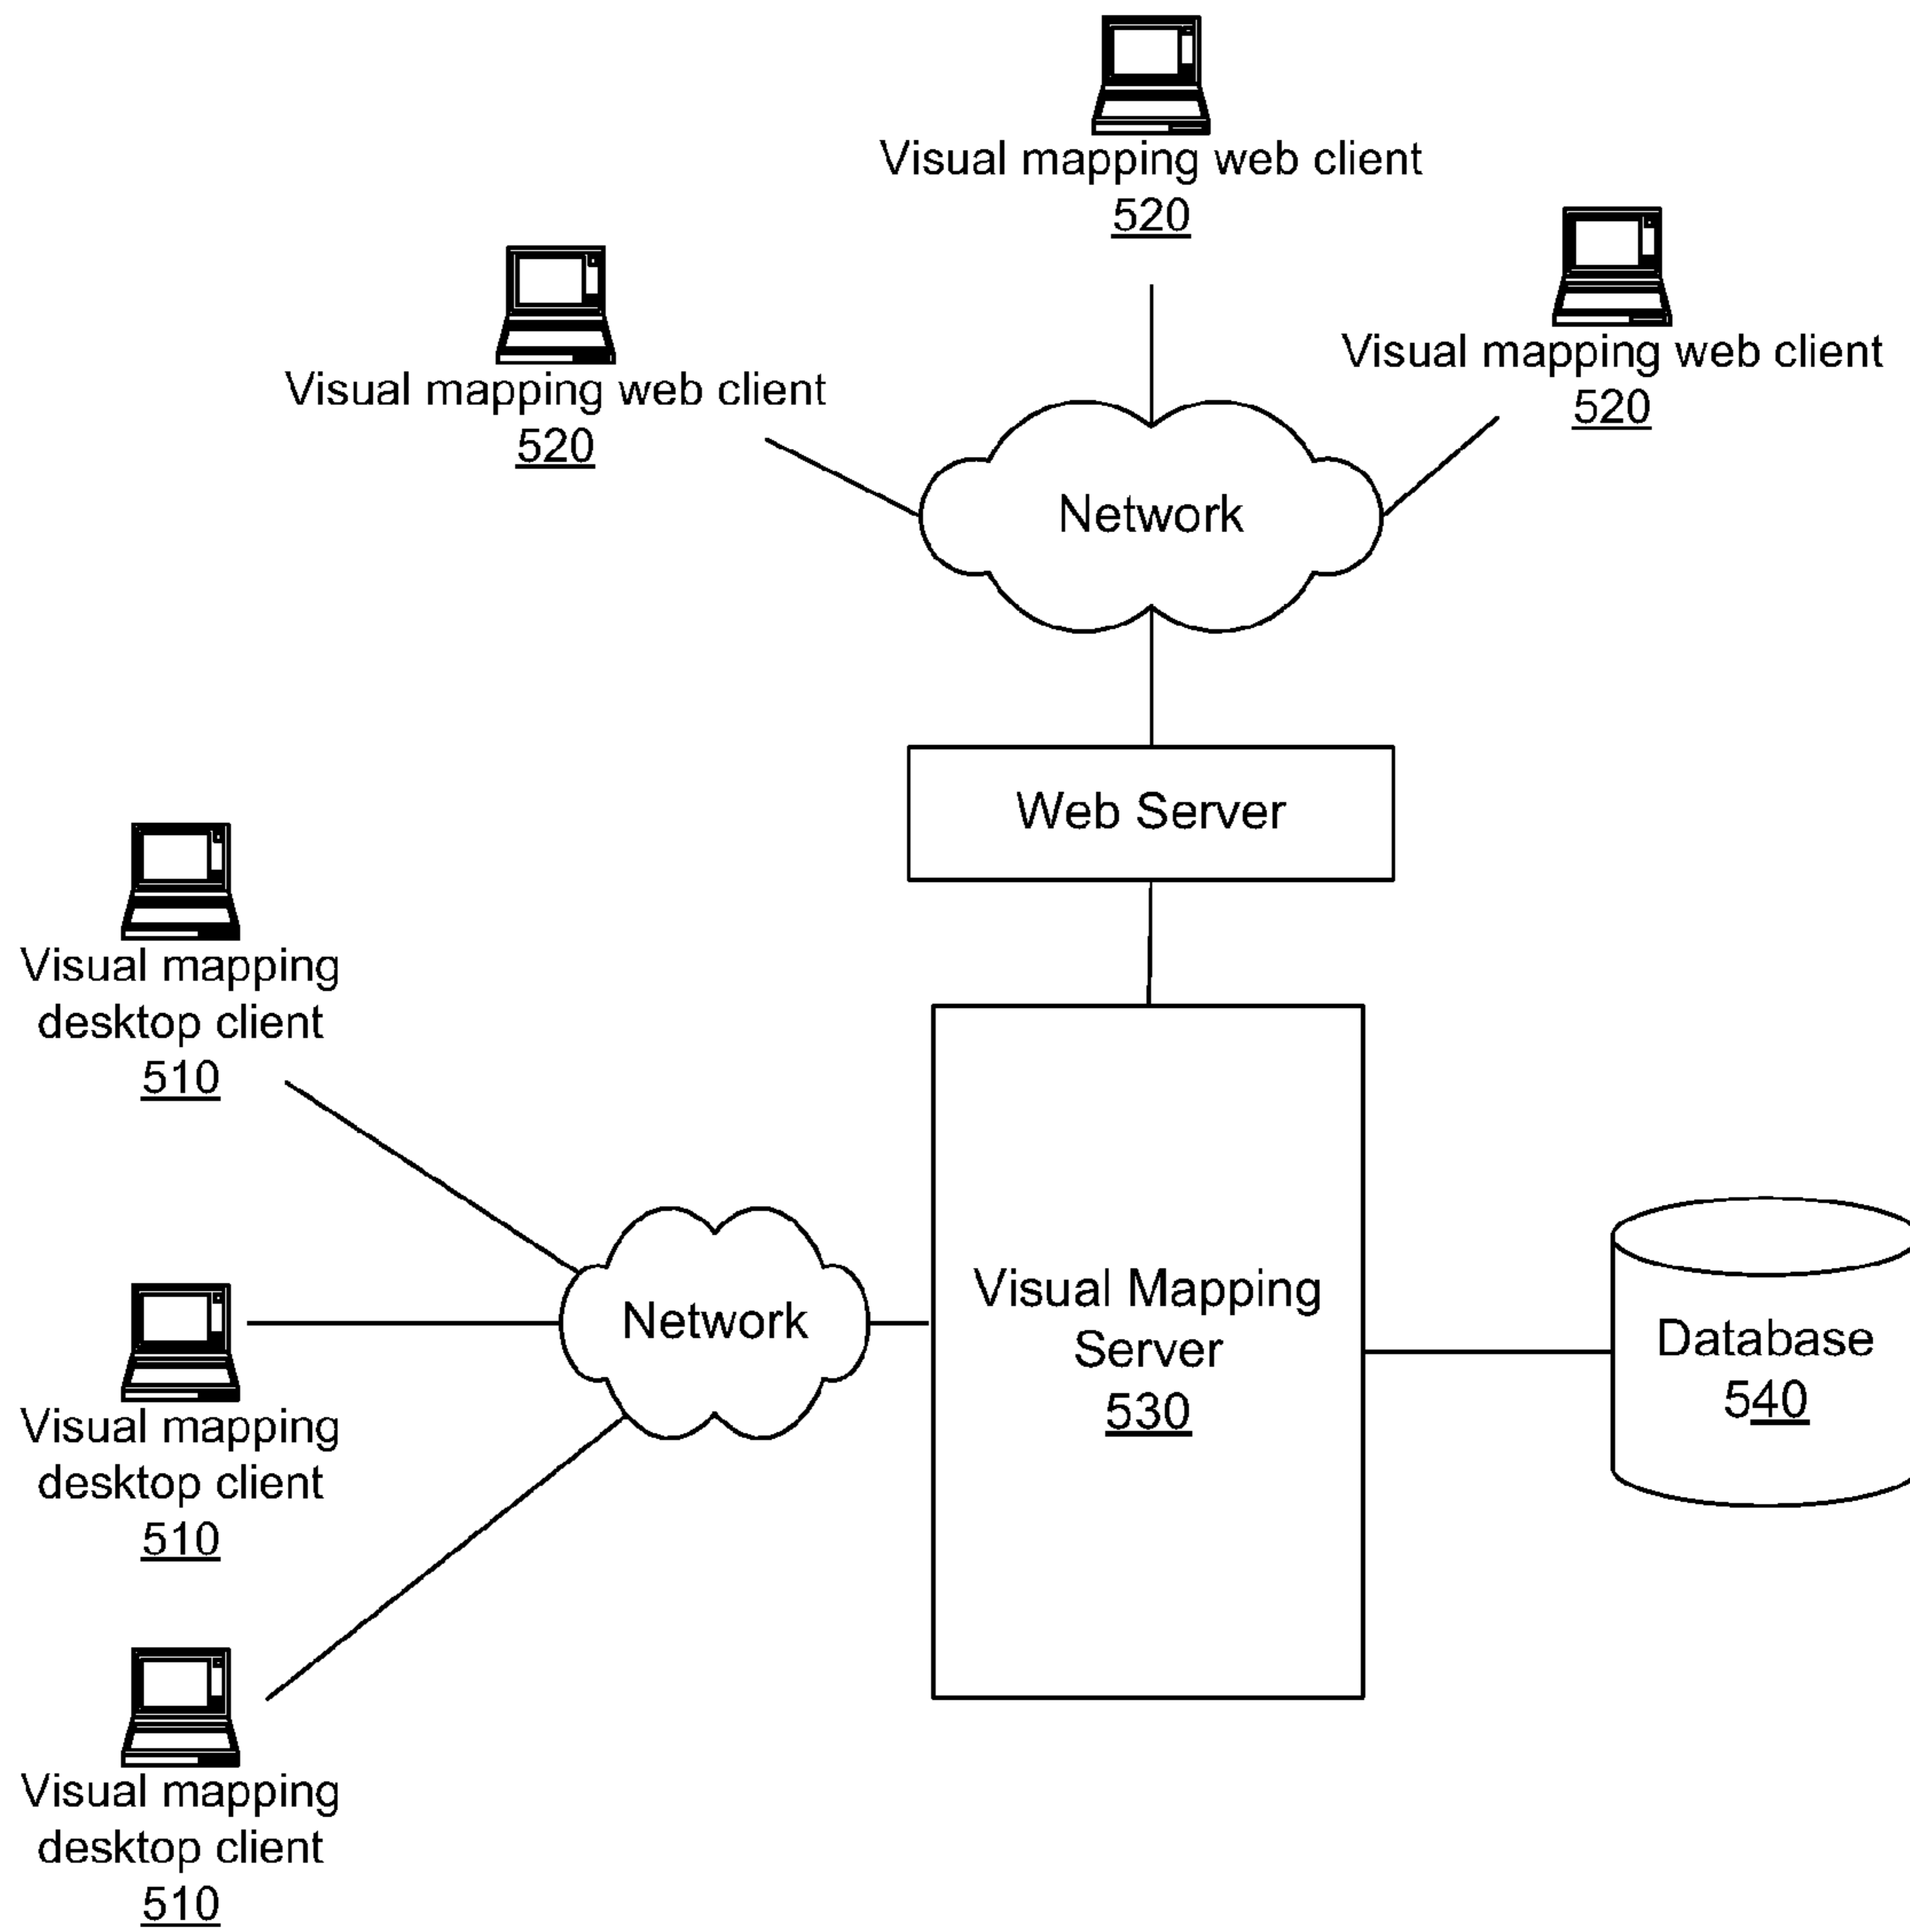 Visual mapping web client
520
Visual mapping web client
520
Visual mapping web client
520
Network
Web Server
Visual mapping
desktop client
510
Network
Visual Mapping
Server
530
Database
540
Visual mapping
desktop client
510
Visual mapping
desktop client
510